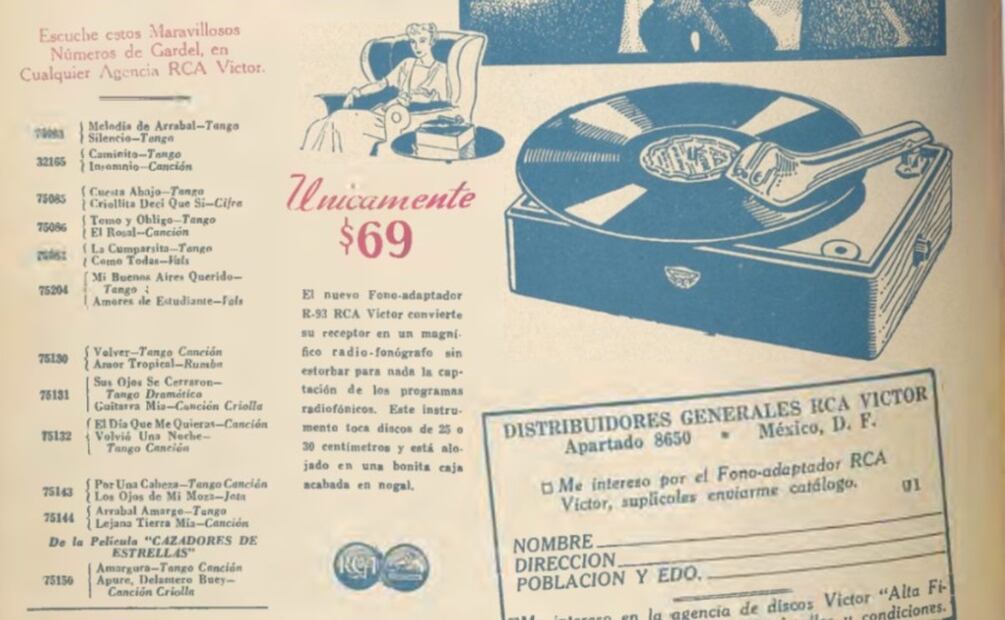 Escuche estos Maravillosos
Números de Gardel, en
Cualquier Agencia RCA Victor.
Melodía de Arrabal—Tango
Silencio—Tango
32165
Caminito—Tango
Insomnio—Canción
75085
Cuesta Abajo—Tango
Criollita Decí Que Si—Cifra
75086
Tomo y Obligo—Tango
El Rosal—Canción
La Cumparsita—Tango
Como Todas—Vals
75204
Mi Buenos Aires Querido—
Tango
Amores de Estudiante—Vals
75130
Volver—Tango Canción
Amor Tropical—Rumba
75131
Sus Ojos Se Cerraron—
Tango Dramático
Guitarra Mia—Canción Criolla
75132
El Día Que Me Quieras—Canción
Volvió Una Noche—
Tango Canción
75143
Por Una Cabeza—Tango Canción
Los Ojos de Mi Moza—Jota
75144
Arrabal Amargo—Tango
Lejana Tierra Mia—Canción
De la Película "CAZADORES DE
ESTRELLAS"
75150
Amargura—Tango Canción
Apure, Delantero Buey—
Canción Criolla
Unicamente
$69
El nuevo Fono-adaptador
R-93 RCA Victor convierte
su receptor en un magní-
fico radio-fonógrafo sin
estorbar para nada la cap-
tación de los programas
radiofónicos. Este instru-
mento toca discos de 25 o
30 centímetros y está alo-
jado en una bonita caja
acabada en nogal.
RCA
DISTRIBUIDORES GENERALES RCA VICTOR
Apartado 8650 * México, D. F.
Me intereso por el Fono-adaptador RCA
Victor, suplícoles enviarme catálogo.
U1
NOMBRE
DIRECCION
POBLACION Y EDO.
intereso en la agencia de discos Victor "Alta Fi-
y condiciones.